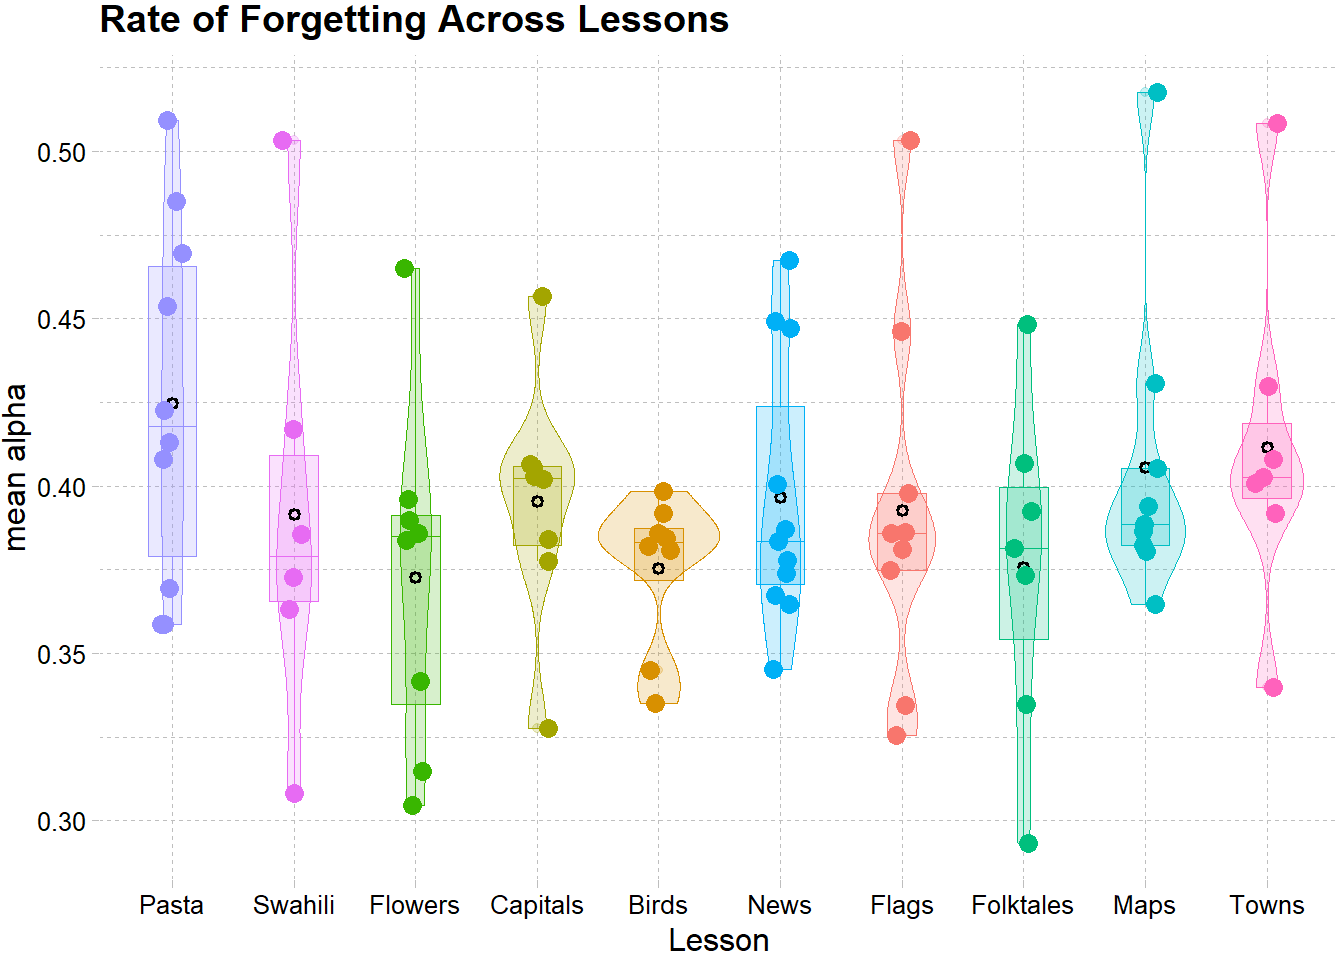 Rate of Forgetting Across Lessons
mean alpha
0.50
0.45
0.40
0.35
0.30
Pasta Swahili Flowers Capitals Birds News Flags Folktales Maps Towns
Lesson